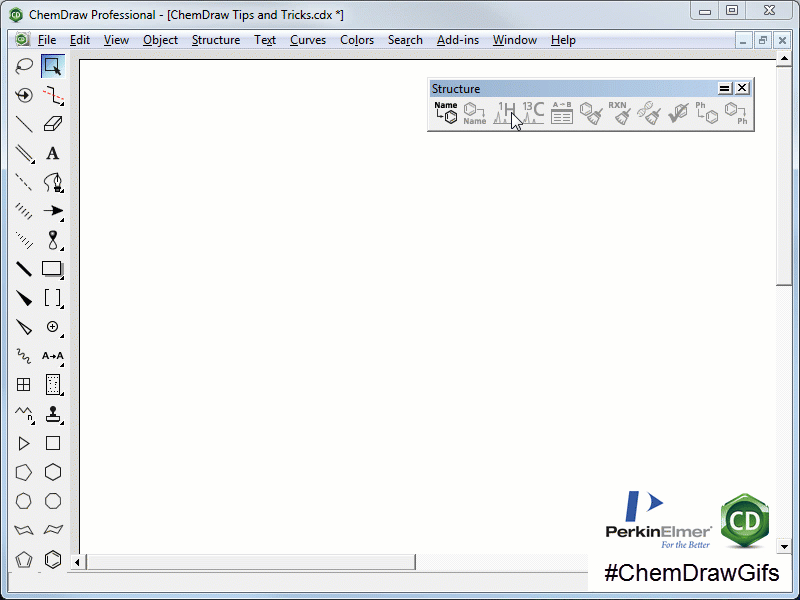 ChemDraw Professional - [ChemDraw Tips and Tricks.cdx *]
File Edit View Object Structure Text Curves Colors Search Add-ins Window Help
Structure
Name 1H 13C A→B RXN Ph
Name Ph
A
A→A
n
PerkinElmer
For the Better
CD
#ChemDrawGifs